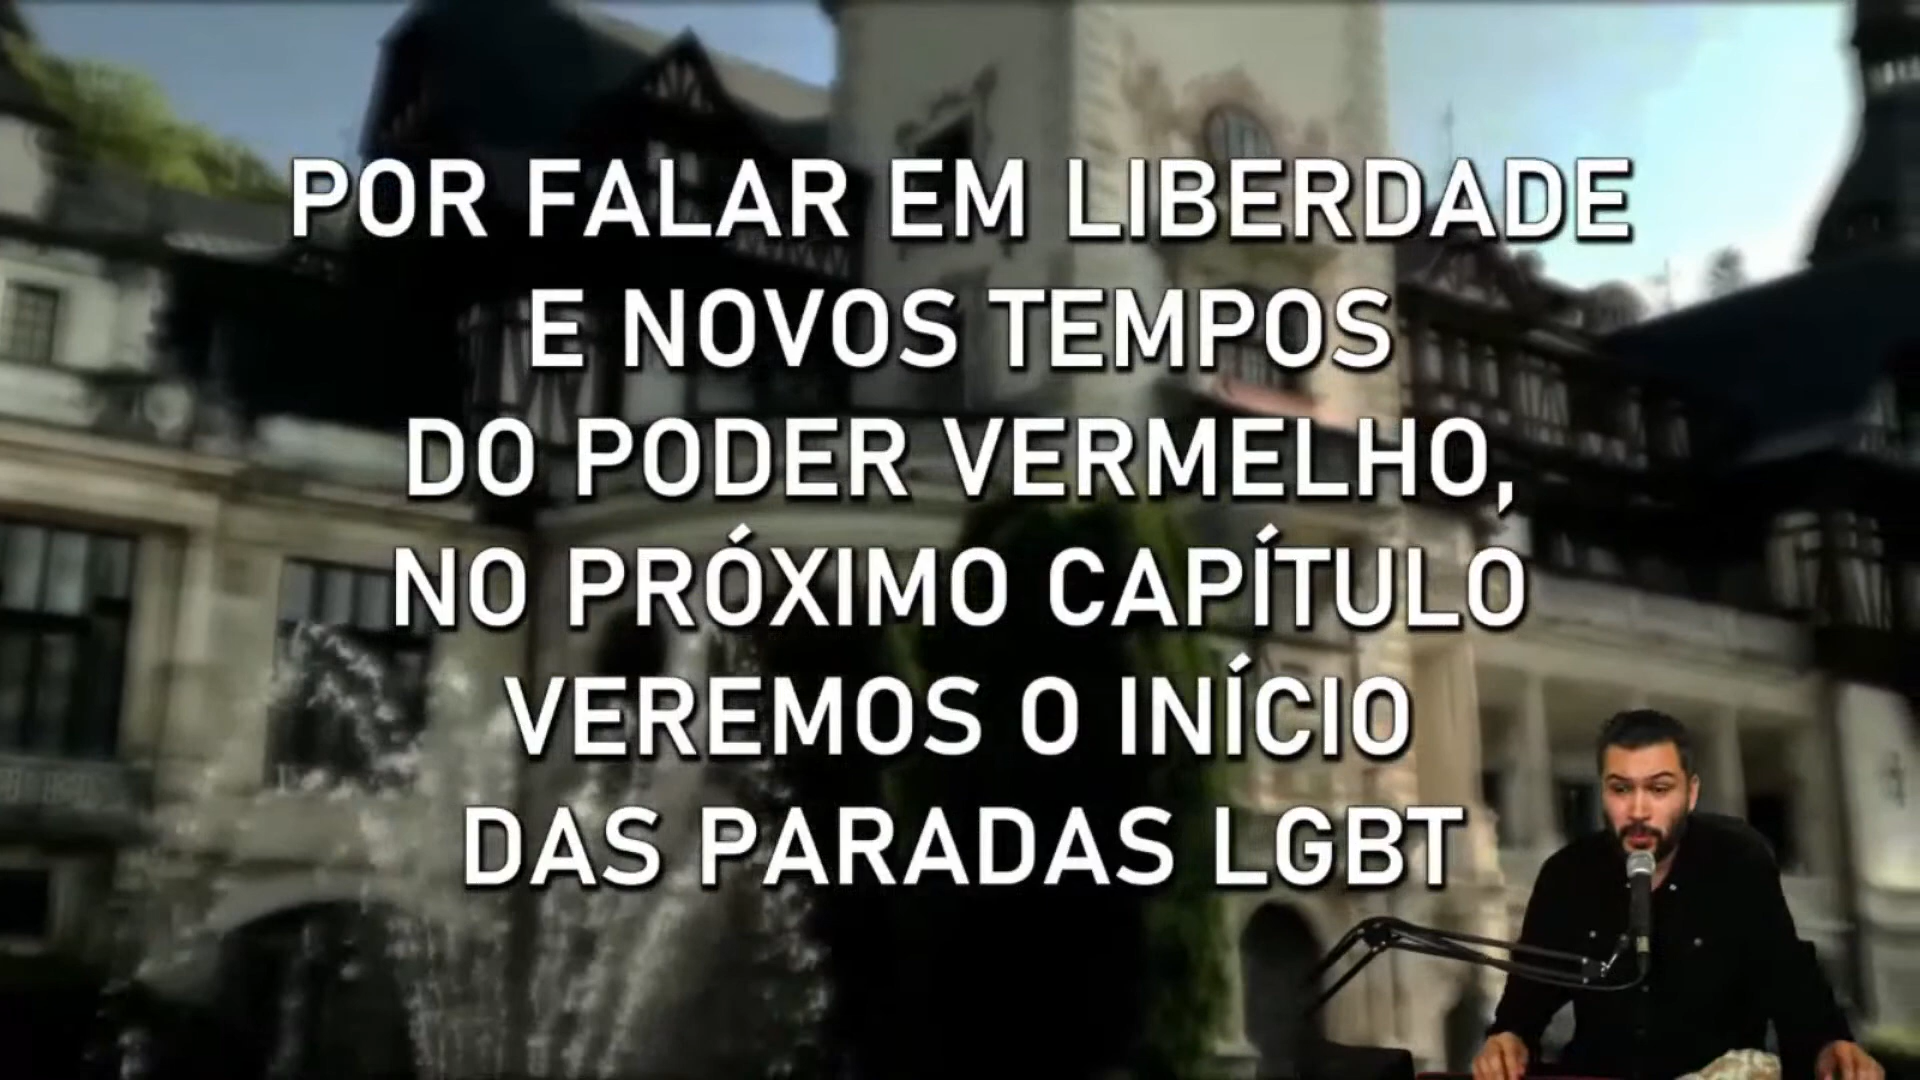 POR FALAR EM LIBERDADE
E NOVOS TEMPOS
DO PODER VERMELHO,
NO PRÓXIMO CAPÍTULO
VEREMOS O INÍCIO
DAS PARADAS LGBT